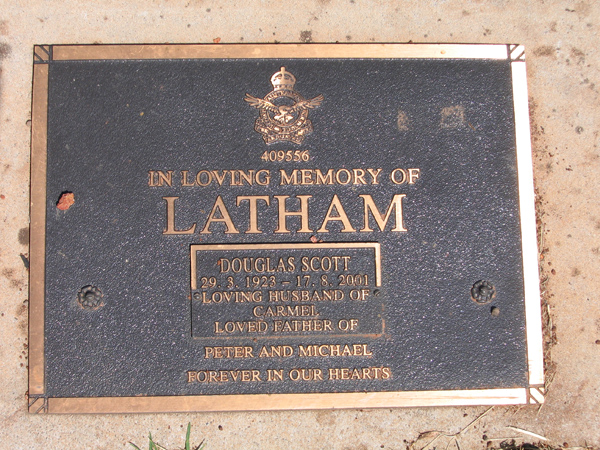 409556
IN LOVING MEMORY OF
LATHAM
DOUGLAS SCOTT
29. 3. 1923 – 17. 8. 2001
LOVING HUSBAND OF
CARMEL
LOVED FATHER OF
PETER AND MICHAEL
FOREVER IN OUR HEARTS